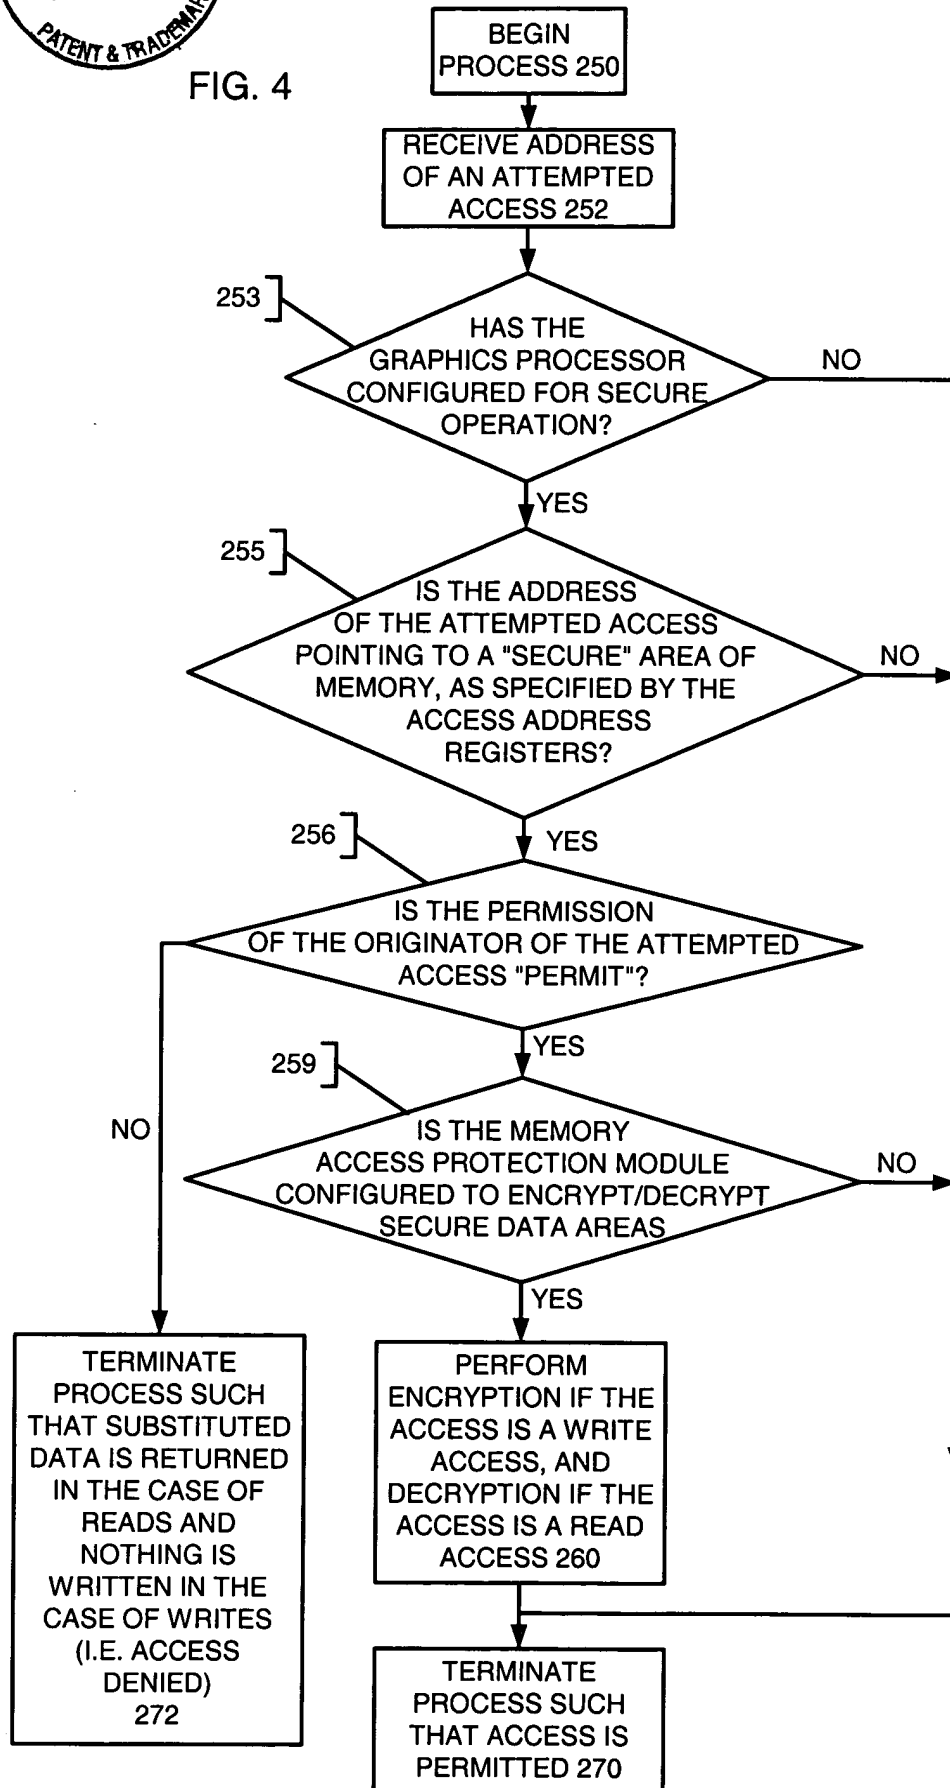 PATENT & TRADEMAR
FIG. 4
BEGIN
PROCESS 250
RECEIVE ADDRESS
OF AN ATTEMPTED
ACCESS 252
253
HAS THE
GRAPHICS PROCESSOR
CONFIGURED FOR SECURE
OPERATION?
NO
YES
255
IS THE ADDRESS
OF THE ATTEMPTED ACCESS
POINTING TO A "SECURE" AREA OF
MEMORY, AS SPECIFIED BY THE
ACCESS ADDRESS
REGISTERS?
NO
YES
256
IS THE PERMISSION
OF THE ORIGINATOR OF THE ATTEMPTED
ACCESS "PERMIT"?
YES
NO
259
IS THE MEMORY
ACCESS PROTECTION MODULE
CONFIGURED TO ENCRYPT/DECRYPT
SECURE DATA AREAS
NO
YES
TERMINATE
PROCESS SUCH
THAT SUBSTITUTED
DATA IS RETURNED
IN THE CASE OF
READS AND
NOTHING IS
WRITTEN IN THE
CASE OF WRITES
(I.E. ACCESS
DENIED)
272
PERFORM
ENCRYPTION IF THE
ACCESS IS A WRITE
ACCESS, AND
DECRYPTION IF THE
ACCESS IS A READ
ACCESS 260
TERMINATE
PROCESS SUCH
THAT ACCESS IS
PERMITTED 270